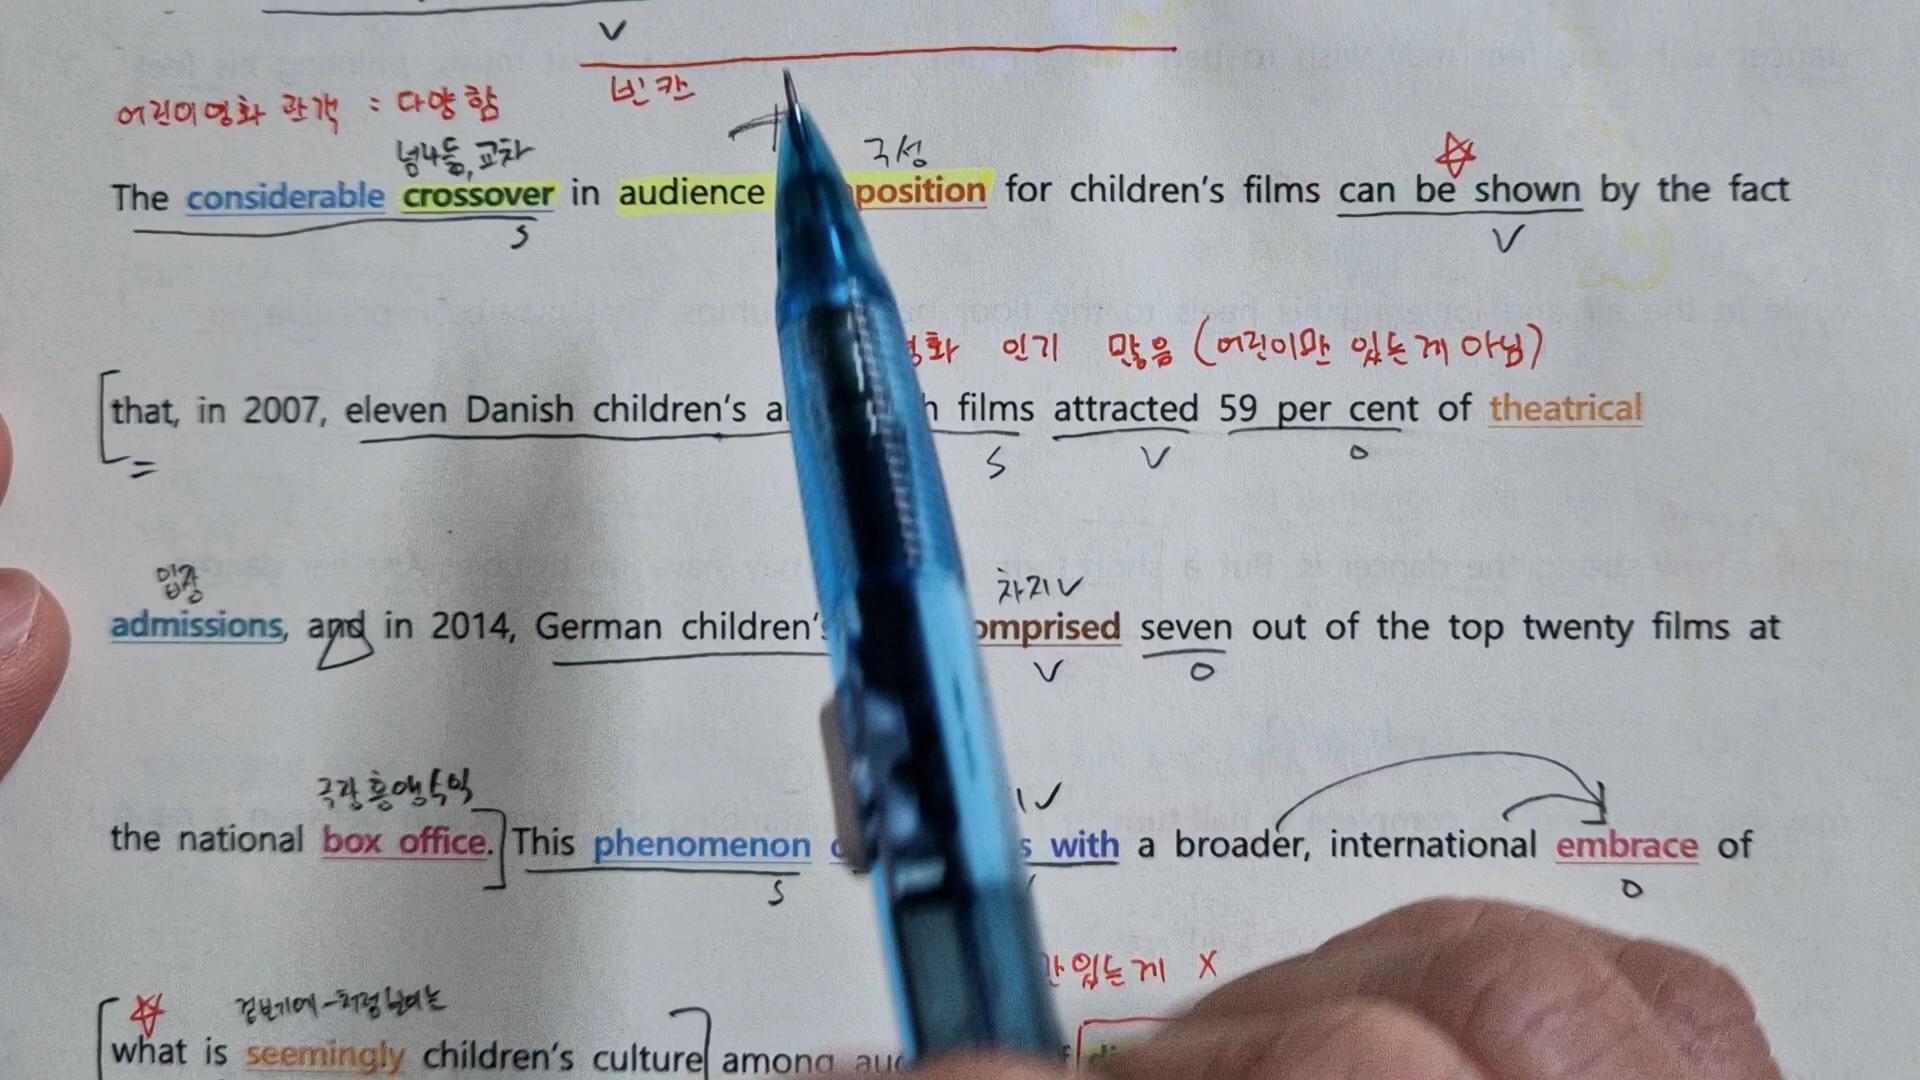 V
빈칸
어린이영화 관객 : 다양함
넘나듦, 교차 구성
The considerable crossover in audience position for children's films can be shown by the fact
S V
화 인기 많음 (어린이만 있는게 아님)
that, in 2007, eleven Danish children's films attracted 59 per cent of theatrical
= S V O
입장 차지V
admissions, and in 2014, German children's omprised seven out of the top twenty films at
V O
극장 흥행수익
the national box office. This phenomenon with a broader, international embrace of
S O
있는게 X
겉보기에 -처럼 보이는
what is seemingly children's culture among